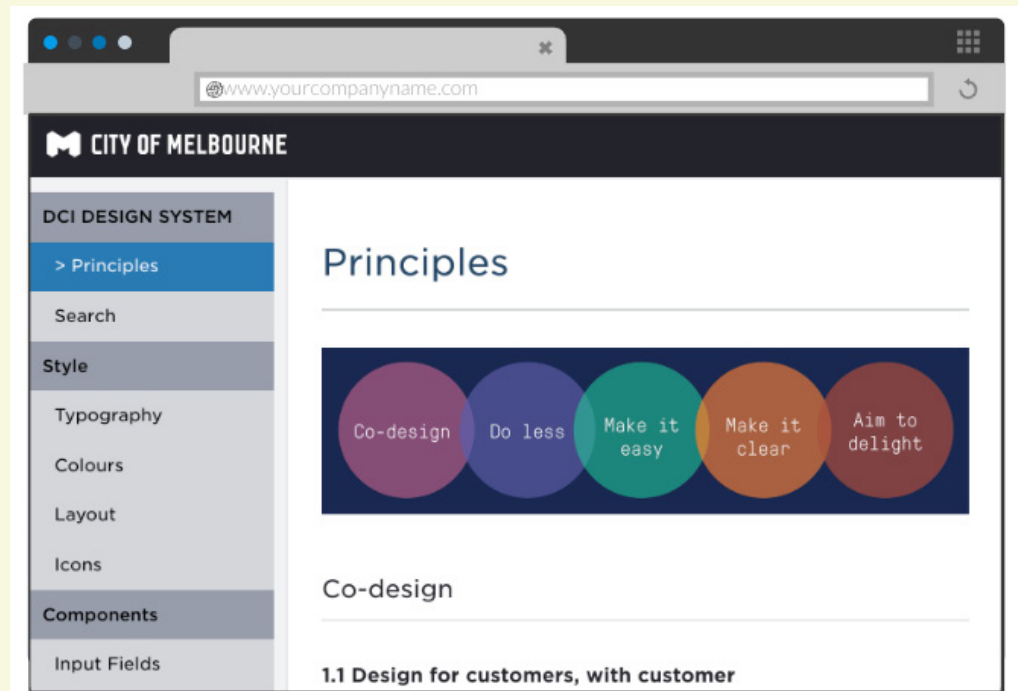 www.yourcompanyname.com
CITY OF MELBOURNE
DCI DESIGN SYSTEM
> Principles
Search
Style
Typography
Colours
Layout
Icons
Components
Input Fields
Principles
Co-design
Do less
Make it
easy
Make it
clear
Aim to
delight
Co-design
1.1 Design for customers, with customer